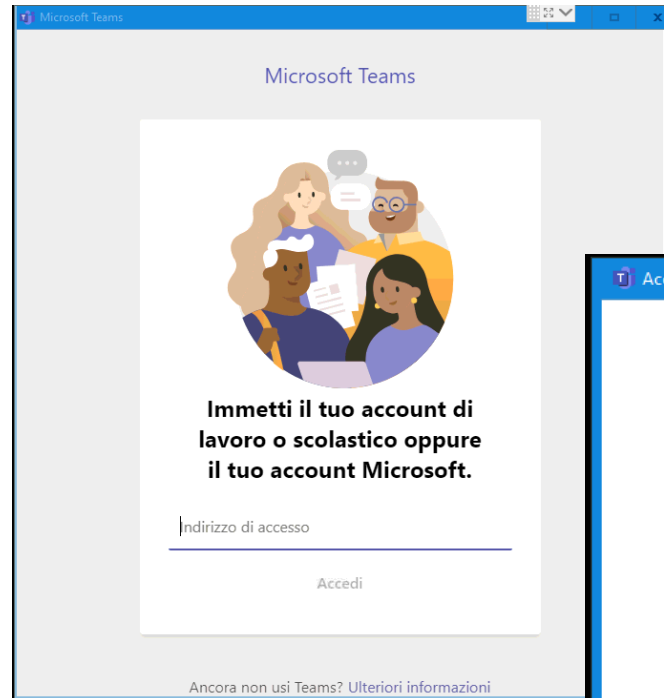 Microsoft Teams
Microsoft Teams
Immetti il tuo account di
lavoro o scolastico oppure
il tuo account Microsoft.
Indirizzo di accesso
Accedi
Ancora non usi Teams? Ulteriori informazioni